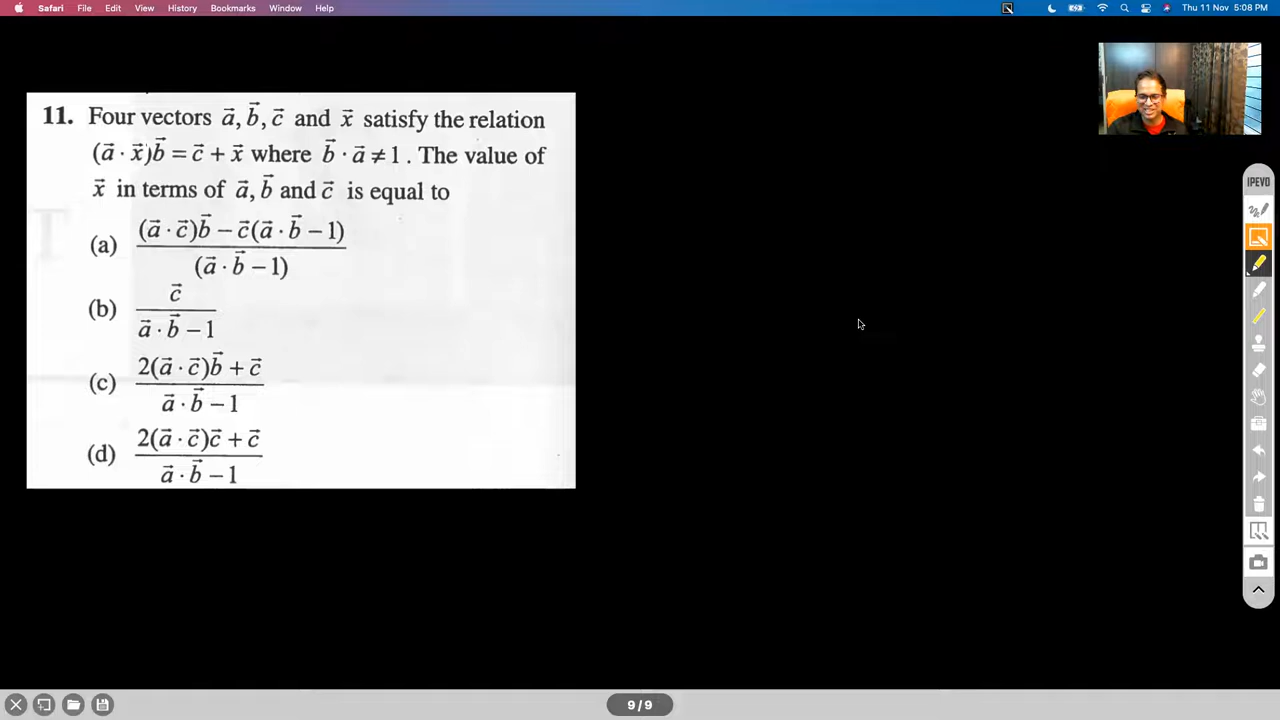 Safari File Edit View History Bookmarks Window Help Thu 11 Nov 5:08 PM
IPEVO
11. Four vectors a⃗, b⃗, c⃗ and x⃗ satisfy the relation
(a⃗ · x⃗)b⃗ = c⃗ + x⃗ where b⃗ · a⃗ ≠ 1. The value of
x⃗ in terms of a⃗, b⃗ and c⃗ is equal to
(a) (a⃗ · c⃗)b⃗ − c⃗(a⃗ · b⃗ − 1)
(a⃗ · b⃗ − 1)
(b) c⃗
a⃗ · b⃗ − 1
(c) 2(a⃗ · c⃗)b⃗ + c⃗
a⃗ · b⃗ − 1
(d) 2(a⃗ · c⃗)c⃗ + c⃗
a⃗ · b⃗ − 1
9/9